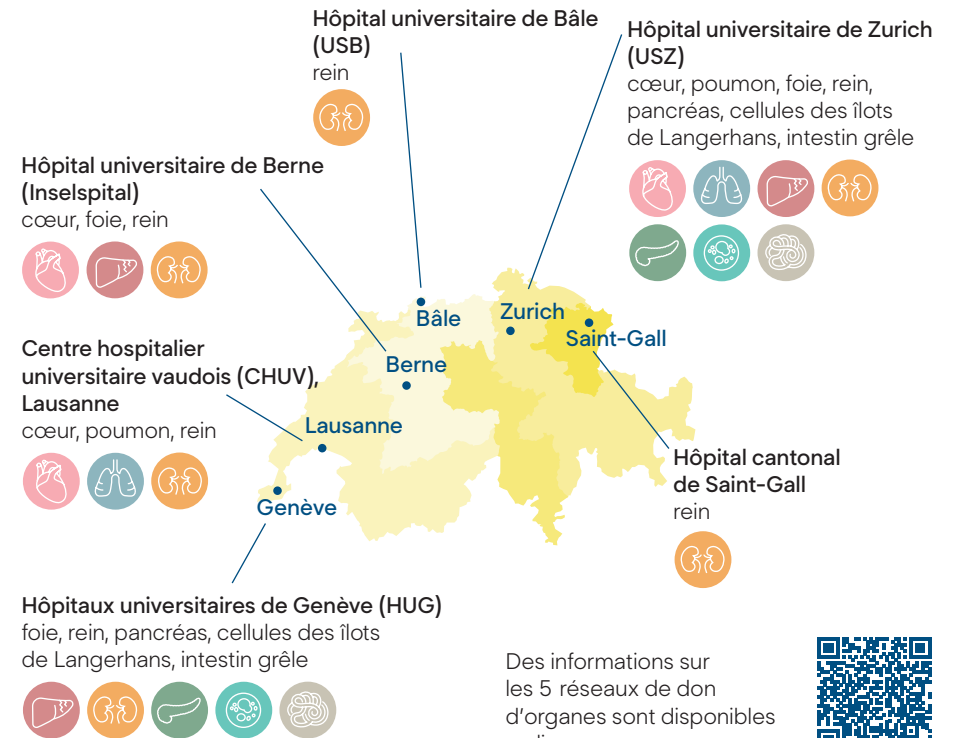 Hôpital universitaire de Bâle
(USB)
rein
Hôpital universitaire de Zurich
(USZ)
cœur, poumon, foie, rein,
pancréas, cellules des îlots
de Langerhans, intestin grêle
Hôpital universitaire de Berne
(Inselspital)
cœur, foie, rein
Bâle
Zurich
Saint-Gall
Berne
Centre hospitalier
universitaire vaudois (CHUV),
Lausanne
cœur, poumon, rein
Lausanne
Genève
Hôpital cantonal
de Saint-Gall
rein
Hôpitaux universitaires de Genève (HUG)
foie, rein, pancréas, cellules des îlots
de Langerhans, intestin grêle
Des informations sur
les 5 réseaux de don
d’organes sont disponibles